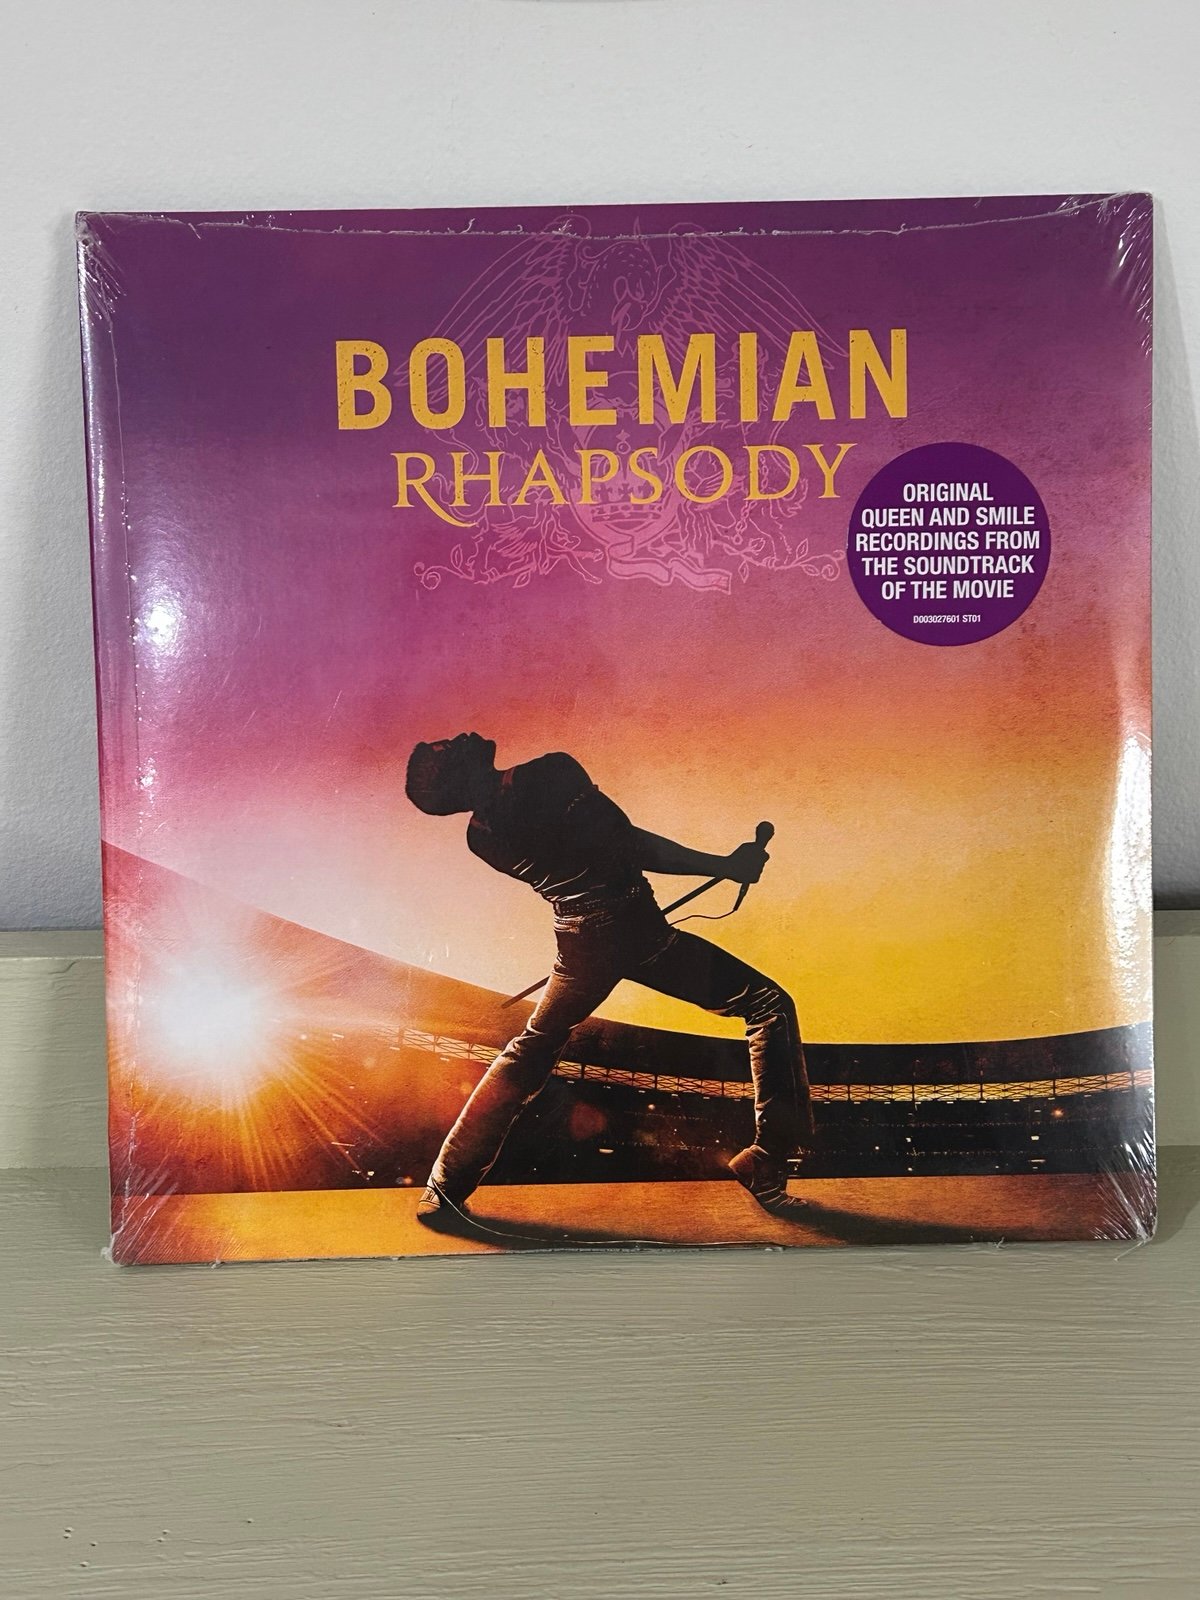 BOHEMIAN
RHAPSODY
ORIGINAL
QUEEN AND SMILE
RECORDINGS FROM
THE SOUNDTRACK
OF THE MOVIE
D003027601 ST01